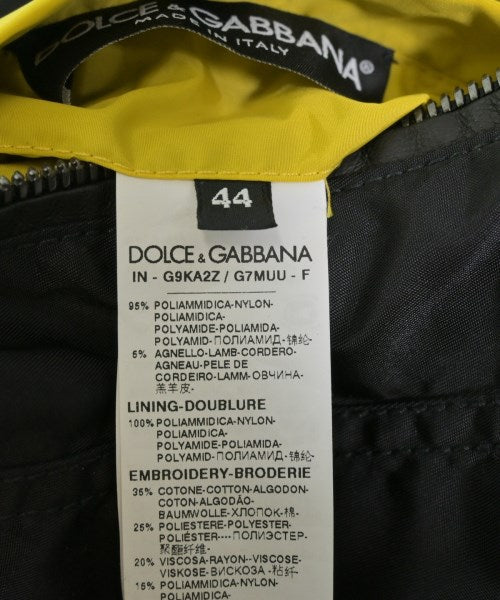 DOLCE & GABBANA®
MADE IN ITALY
44
DOLCE & GABBANA
IN - G9KA2Z / G7MUU - F
95% POLIAMMIDICA-NYLON-
POLIAMIDICA-
POLYAMIDE-POLIAMIDA-
POLYAMID-ПОЛИАМИД-锦纶-
5% AGNELLO-LAMB-CORDERO-
AGNEAU-PELE DE
CORDEIRO-LAMM-ОВЧИНА-
羔羊皮-
LINING-DOUBLURE
100% POLIAMMIDICA-NYLON-
POLIAMIDICA-
POLYAMIDE-POLIAMIDA-
POLYAMID-ПОЛИАМИД-锦纶-
EMBROIDERY-BRODERIE
35% COTONE-COTTON-ALGODON-
COTON-ALGODÃO-
BAUMWOLLE-ХЛОПОК-棉-
25% POLIESTERE-POLYESTER-
POLIÉSTER----ПОЛИЭСТЕР-
聚酯纤维-
20% VISCOSA-RAYON--VISCOSE-
VISKOSE-ВИСКОЗА -粘纤-
15% POLIAMMIDICA-NYLON-
POLIAMIDICA-